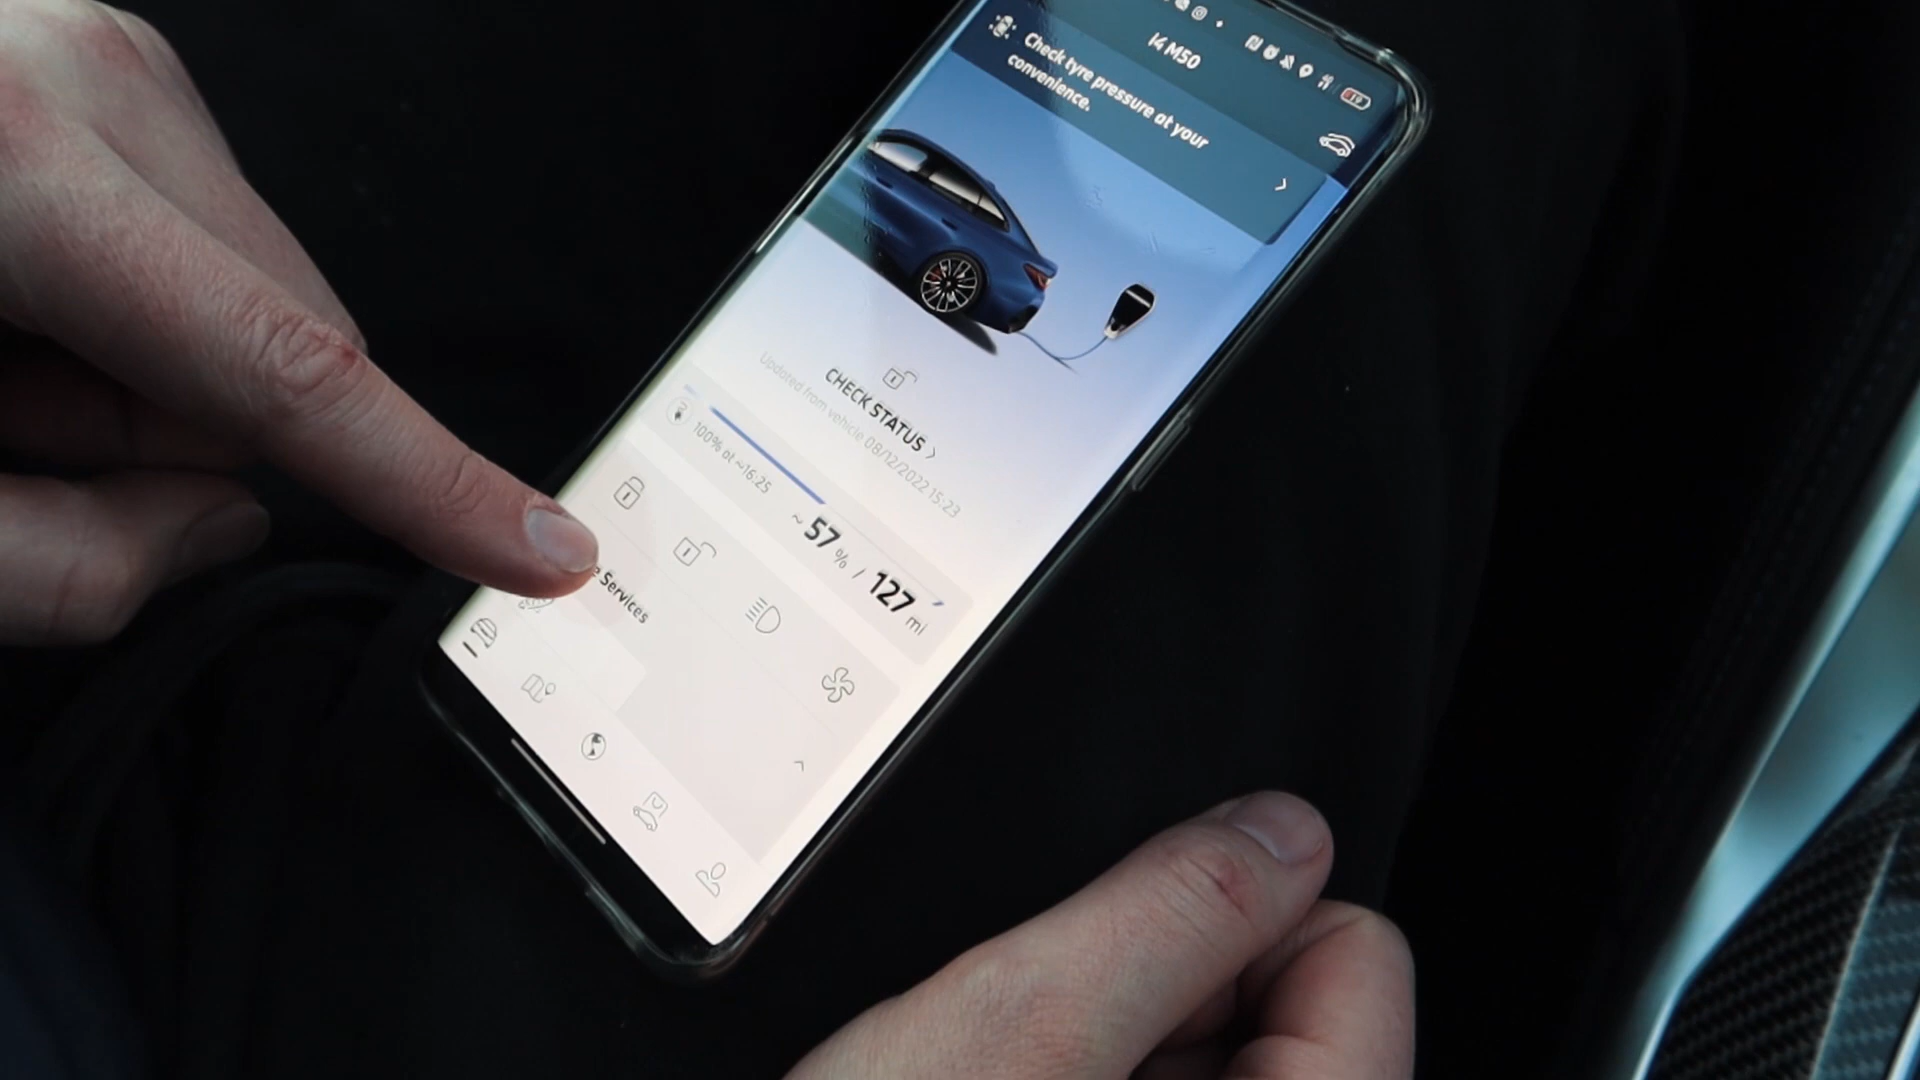 i4 M50
19
Check tyre pressure at your
convenience.
CHECK STATUS
Updated from vehicle 08/12/2022 15:23
100% at ~16:25
~ 57 % / 127 mi
Services